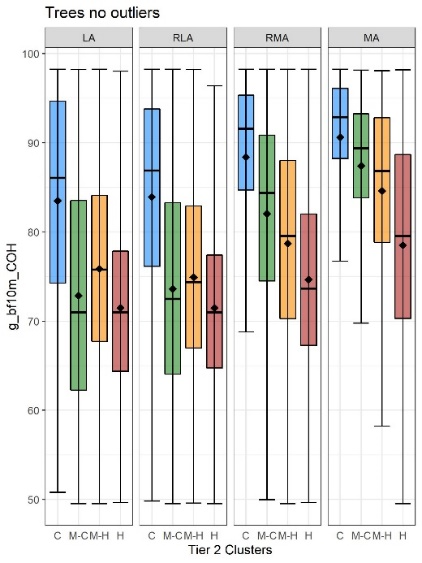 Trees no outliers
LA RLA RMA MA
g_bf10m_COH
100
90
80
70
60
50
C M-C M-H H C M-C M-H H C M-C M-H H C M-C M-H H
Tier 2 Clusters